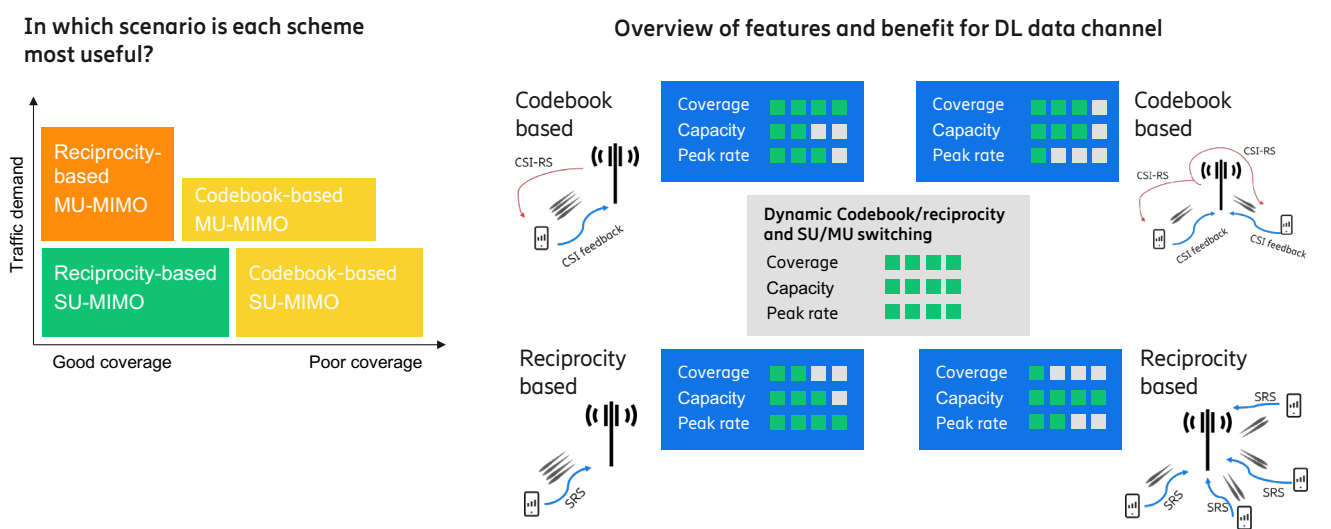 In which scenario is each scheme
most useful?
Traffic demand
Reciprocity-
based
MU-MIMO
Codebook-based
MU-MIMO
Reciprocity-based
SU-MIMO
Codebook-based
SU-MIMO
Good coverage
Poor coverage
Overview of features and benefit for DL data channel
Codebook
based
CSI-RS
CSI feedback
Coverage
Capacity
Peak rate
Coverage
Capacity
Peak rate
Codebook
based
CSI-RS
CSI-RS
CSI feedback
CSI feedback
Dynamic Codebook/reciprocity
and SU/MU switching
Coverage
Capacity
Peak rate
Reciprocity
based
SRS
Coverage
Capacity
Peak rate
Coverage
Capacity
Peak rate
Reciprocity
based
SRS
SRS
SRS
SRS